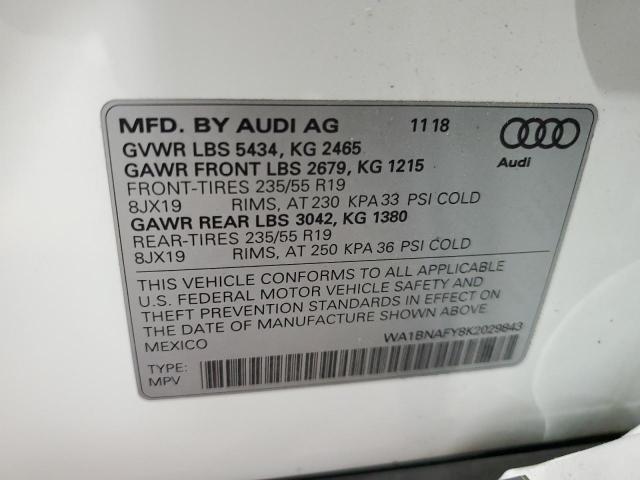 MFD. BY AUDI AG 11 18
GVWR LBS 5434, KG 2465
GAWR FRONT LBS 2679, KG 1215
Audi
FRONT-TIRES 235/55 R19
8JX19 RIMS, AT 230 KPA 33 PSI COLD
GAWR REAR LBS 3042, KG 1380
REAR-TIRES 235/55 R19
8JX19 RIMS, AT 250 KPA 36 PSI COLD
THIS VEHICLE CONFORMS TO ALL APPLICABLE
U.S. FEDERAL MOTOR VEHICLE SAFETY AND
THEFT PREVENTION STANDARDS IN EFFECT ON
THE DATE OF MANUFACTURE SHOWN ABOVE
MEXICO WA1BNAFY8K2029843
TYPE:
MPV